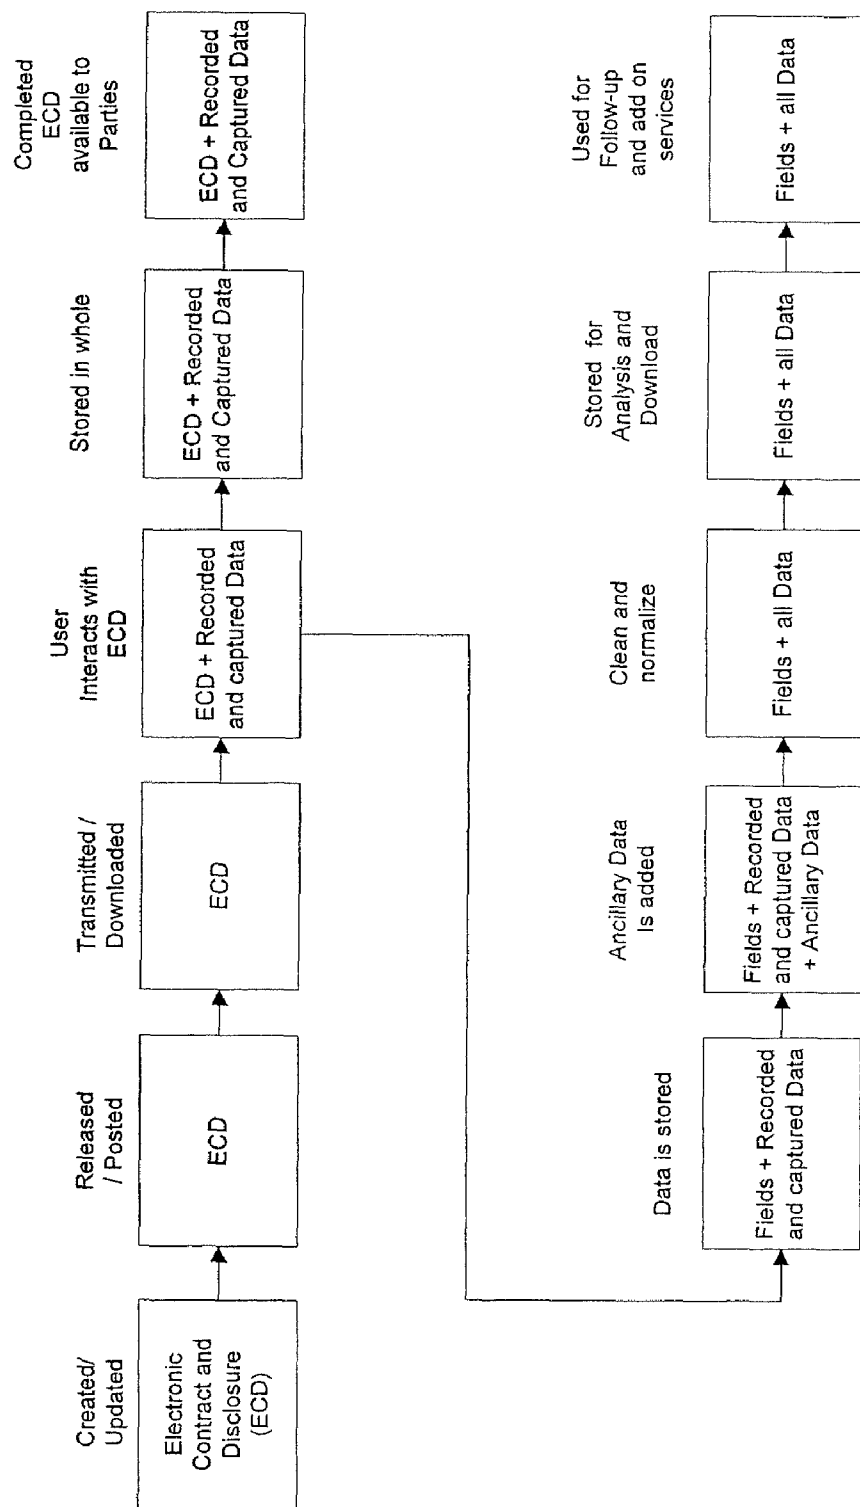 Created/
Updated
Electronic
Contract and
Disclosure
(ECD)
Released
/ Posted
ECD
Transmitted /
Downloaded
ECD
User
Interacts with
ECD
ECD + Recorded
and captured Data
Stored in whole
ECD + Recorded
and Captured Data
Completed
ECD
available to
Parties
ECD + Recorded
and Captured Data
Data is stored
Fields + Recorded
and captured Data
Ancillary Data
Is added
Fields + Recorded
and captured Data
+ Ancillary Data
Clean and
normalize
Fields + all Data
Stored for
Analysis and
Download
Fields + all Data
Used for
Follow-up
and add on
services
Fields + all Data